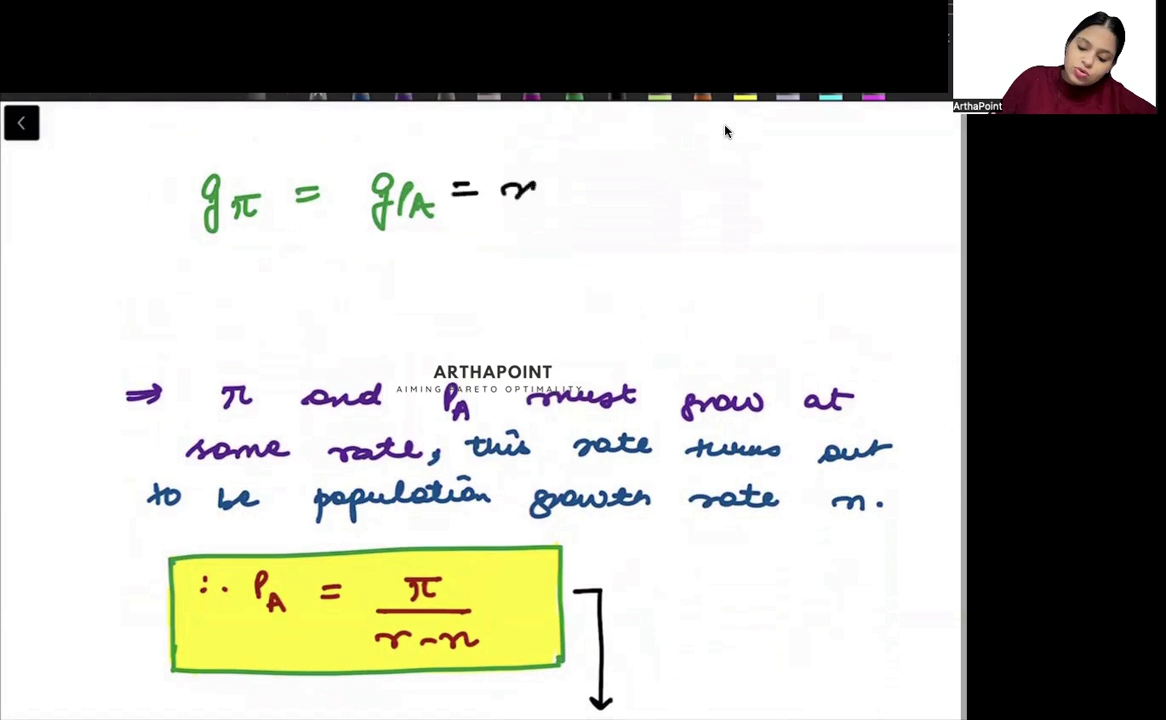 ArthaPoint
gπ = gPA = n
ARTHAPOINT
AIMING PARETO OPTIMALITY
⇒ π and PA must grow at
same rate, this rate turns out
to be population growth rate n.
∴ PA = π / r-n